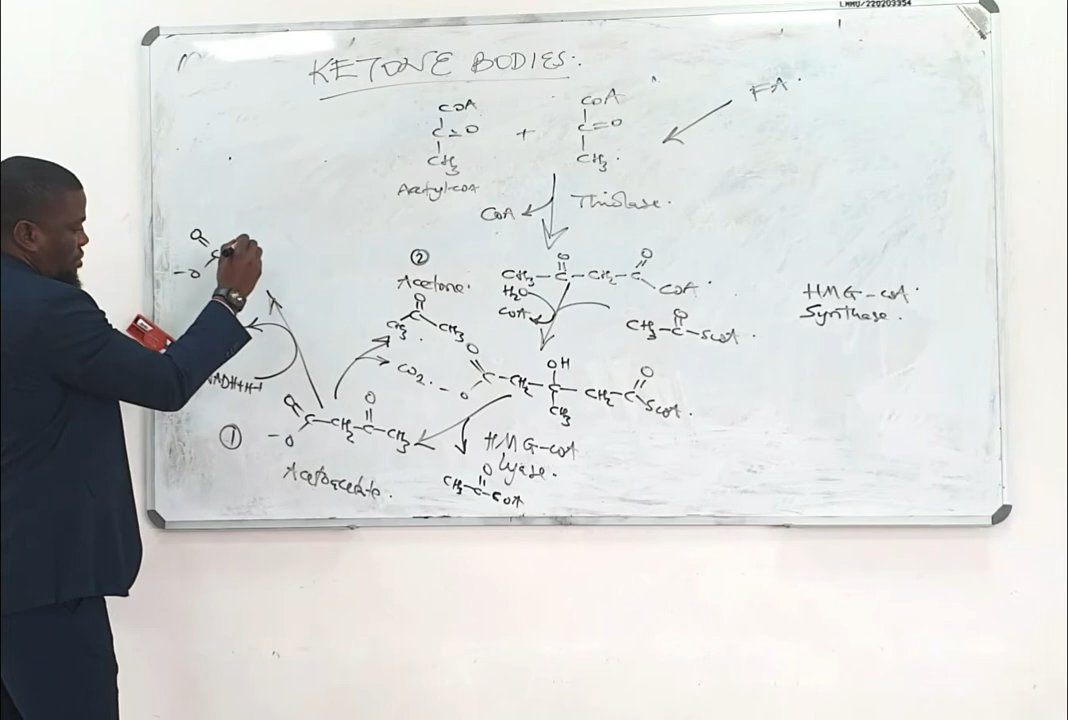 LMMU/220203354
KETONE BODIES:
CoA
C=O
CH3
Acetyl-CoA
+
CoA
C=O
CH3.
FA.
CoA
Thiolase.
O O
CH3-C-CH2-C
CoA.
H2O
CoA
O
CH3-C-SCoA.
HMG-CoA
Synthase.
②
Acetone.
O
CH3 C CH3
CO2.
O OH O
-O C-CH2-C-CH2-C
CH3
SCoA.
HMG-CoA
Lyase.
O
CH3-C-CoA
O
C
-O
NADH+H+
①
O O
-O C-CH2-C-CH3
Acetoacetate.